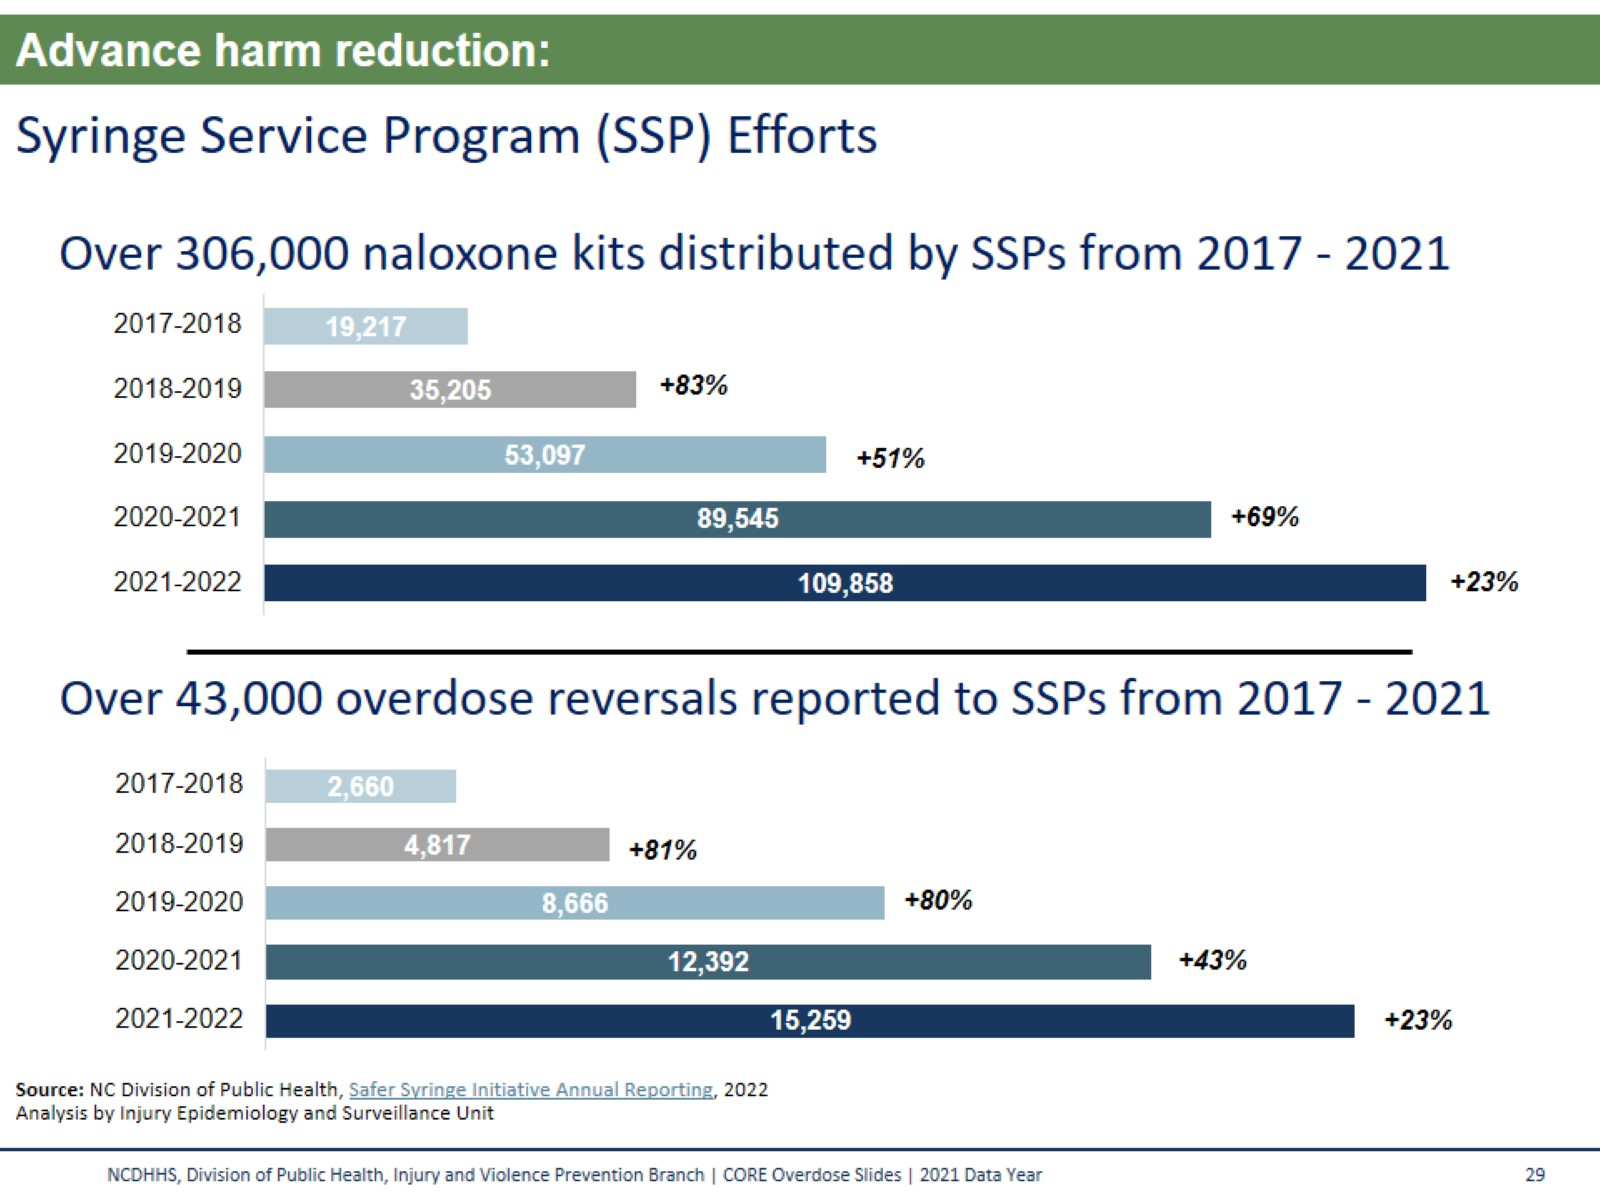 Advance harm reduction:
Syringe Service Program (SSP) Efforts
Over 306,000 naloxone kits distributed by SSPs from 2017 - 2021
2017-2018 19,217
2018-2019 35,205 +83%
2019-2020 53,097 +51%
2020-2021 89,545 +69%
2021-2022 109,858 +23%
Over 43,000 overdose reversals reported to SSPs from 2017 - 2021
2017-2018 2,660
2018-2019 4,817 +81%
2019-2020 8,666 +80%
2020-2021 12,392 +43%
2021-2022 15,259 +23%
Source: NC Division of Public Health, Safer Syringe Initiative Annual Reporting, 2022
Analysis by Injury Epidemiology and Surveillance Unit
NCDHHS, Division of Public Health, Injury and Violence Prevention Branch | CORE Overdose Slides | 2021 Data Year 29